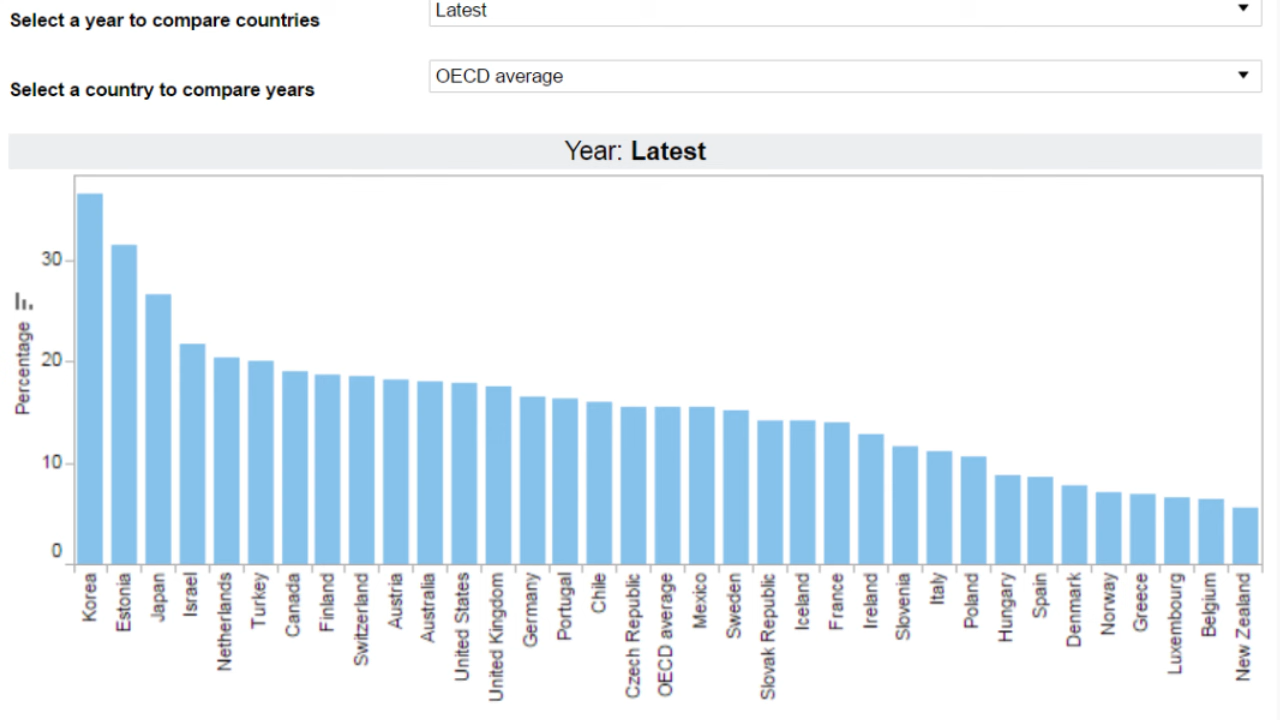 Select a year to compare countries
Latest
Select a country to compare years
OECD average
Year: Latest
Percentage
30
20
10
0
Korea
Estonia
Japan
Israel
Netherlands
Turkey
Canada
Finland
Switzerland
Austria
Australia
United States
United Kingdom
Germany
Portugal
Chile
Czech Republic
OECD average
Mexico
Sweden
Slovak Republic
Iceland
France
Ireland
Slovenia
Italy
Poland
Hungary
Spain
Denmark
Norway
Greece
Luxembourg
Belgium
New Zealand